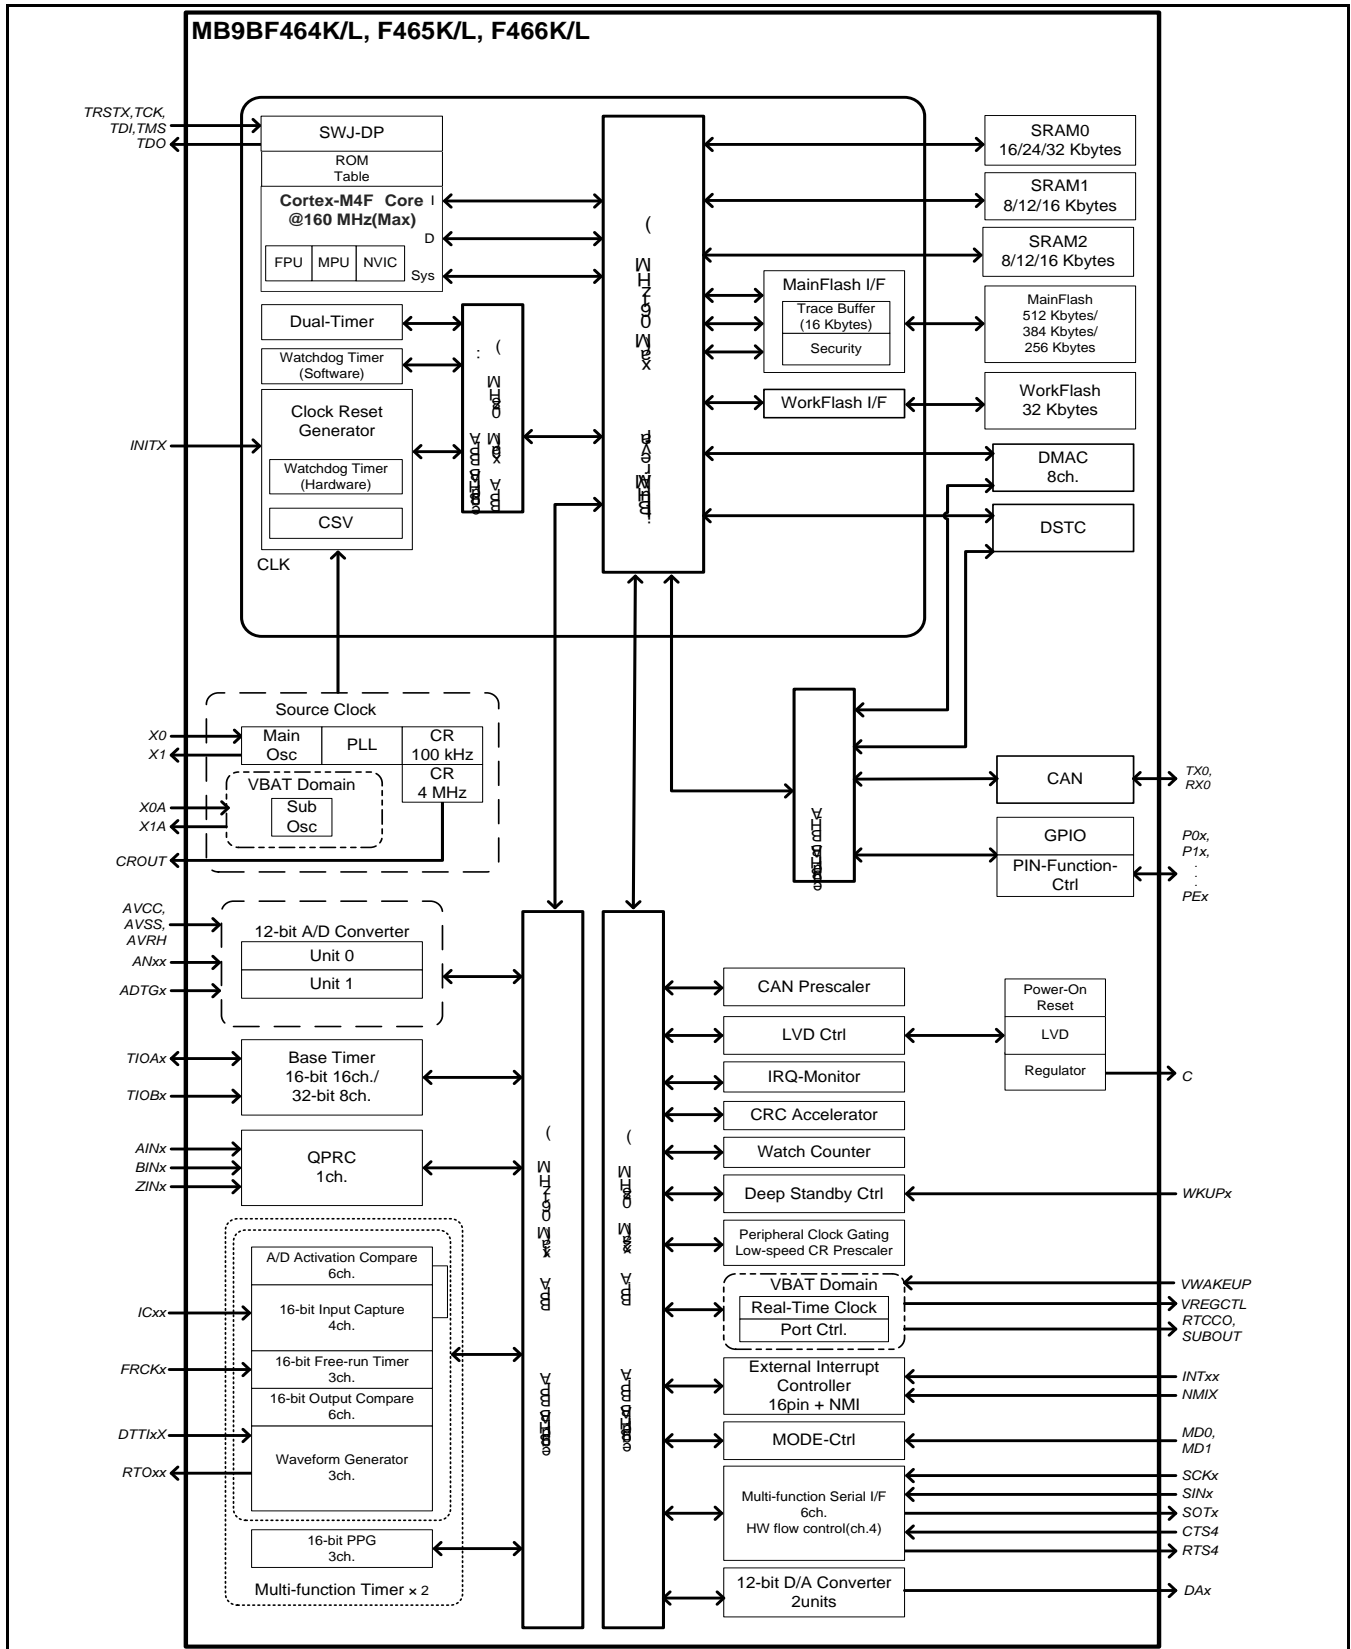 MB9BF464K/L, F465K/L, F466K/L
TRSTX,TCK,
TDI,TMS
TDO
SWJ-DP
ROM
Table
Cortex-M4F Core
@160 MHz(Max)
I
D
Sys
FPU
MPU
NVIC
Dual-Timer
Watchdog Timer
(Software)
Clock Reset
Generator
Watchdog Timer
(Hardware)
CSV
CLK
INITX
SRAM0
16/24/32 Kbytes
SRAM1
8/12/16 Kbytes
SRAM2
8/12/16 Kbytes
MainFlash I/F
Trace Buffer
(16 Kbytes)
Security
MainFlash
512 Kbytes/
384 Kbytes/
256 Kbytes
WorkFlash I/F
WorkFlash
32 Kbytes
DMAC
8ch.
DSTC
Source Clock
X0
X1
Main
Osc
PLL
CR
100 kHz
CR
4 MHz
VBAT Domain
Sub
Osc
X0A
X1A
CROUT
CAN
TX0,
RX0
GPIO
PIN-Function-
Ctrl
P0x,
P1x,
.
.
.
PEx
AVCC,
AVSS,
AVRH
ANxx
ADTGx
12-bit A/D Converter
Unit 0
Unit 1
TIOAx
TIOBx
Base Timer
16-bit 16ch./
32-bit 8ch.
AINx
BINx
ZINx
QPRC
1ch.
A/D Activation Compare
6ch.
ICxx
16-bit Input Capture
4ch.
FRCKx
16-bit Free-run Timer
3ch.
16-bit Output Compare
6ch.
DTTIxX
RTOxx
Waveform Generator
3ch.
16-bit PPG
3ch.
Multi-function Timer × 2
CAN Prescaler
LVD Ctrl
IRQ-Monitor
CRC Accelerator
Watch Counter
Deep Standby Ctrl
Peripheral Clock Gating
Low-speed CR Prescaler
Power-On
Reset
LVD
Regulator
C
WKUPx
VBAT Domain
Real-Time Clock
Port Ctrl.
VWAKEUP
VREGCTL
RTCCO,
SUBOUT
External Interrupt
Controller
16pin + NMI
INTxx
NMIX
MODE-Ctrl
MD0,
MD1
Multi-function Serial I/F
6ch.
HW flow control(ch.4)
SCKx
SINx
SOTx
CTS4
RTS4
12-bit D/A Converter
2units
DAx